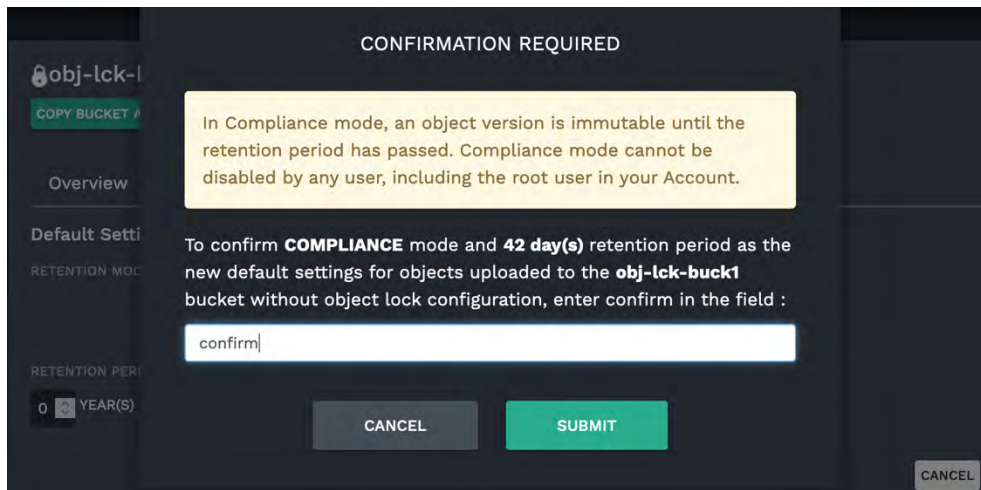 CONFIRMATION REQUIRED
obj-lck-
COPY BUCKET
In Compliance mode, an object version is immutable until the
retention period has passed. Compliance mode cannot be
disabled by any user, including the root user in your Account.
Overview
Default Setti
RETENTION MOD
To confirm COMPLIANCE mode and 42 day(s) retention period as the
new default settings for objects uploaded to the obj-lck-buck1
bucket without object lock configuration, enter confirm in the field :
confirm
RETENTION PERI
0 YEAR(S)
CANCEL
SUBMIT
CANCEL